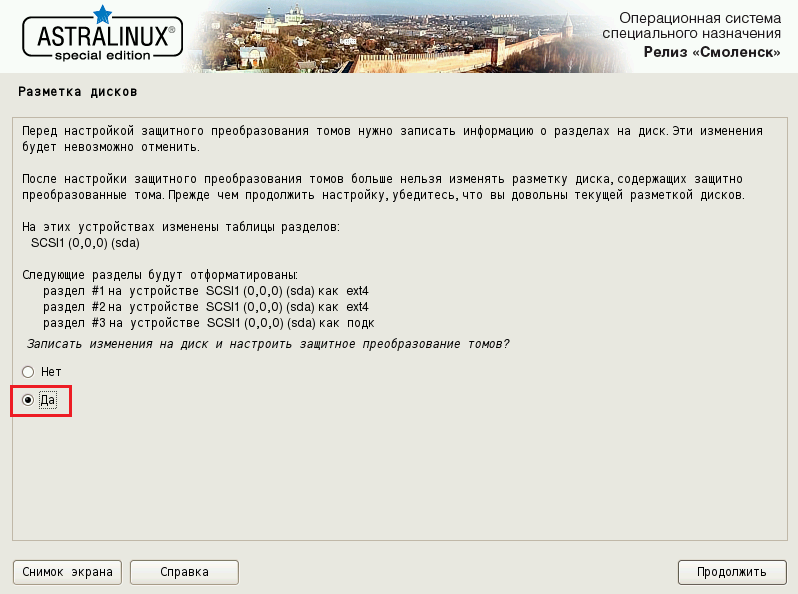 ASTRALINUX®
special edition
Операционная система
специального назначения
Релиз «Смоленск»
Разметка дисков
Перед настройкой защитного преобразования томов нужно записать информацию о разделах на диск. Эти изменения
будет невозможно отменить.
После настройки защитного преобразования томов больше нельзя изменять разметку диска, содержащих защитно
преобразованные тома. Прежде чем продолжить настройку, убедитесь, что вы довольны текущей разметкой дисков.
На этих устройствах изменены таблицы разделов:
SCSI1 (0,0,0) (sda)
Следующие разделы будут отформатированы:
раздел #1 на устройстве SCSI1 (0,0,0) (sda) как ext4
раздел #2 на устройстве SCSI1 (0,0,0) (sda) как ext4
раздел #3 на устройстве SCSI1 (0,0,0) (sda) как подк
Записать изменения на диск и настроить защитное преобразование томов?
Нет
Да
Снимок экрана
Справка
Продолжить